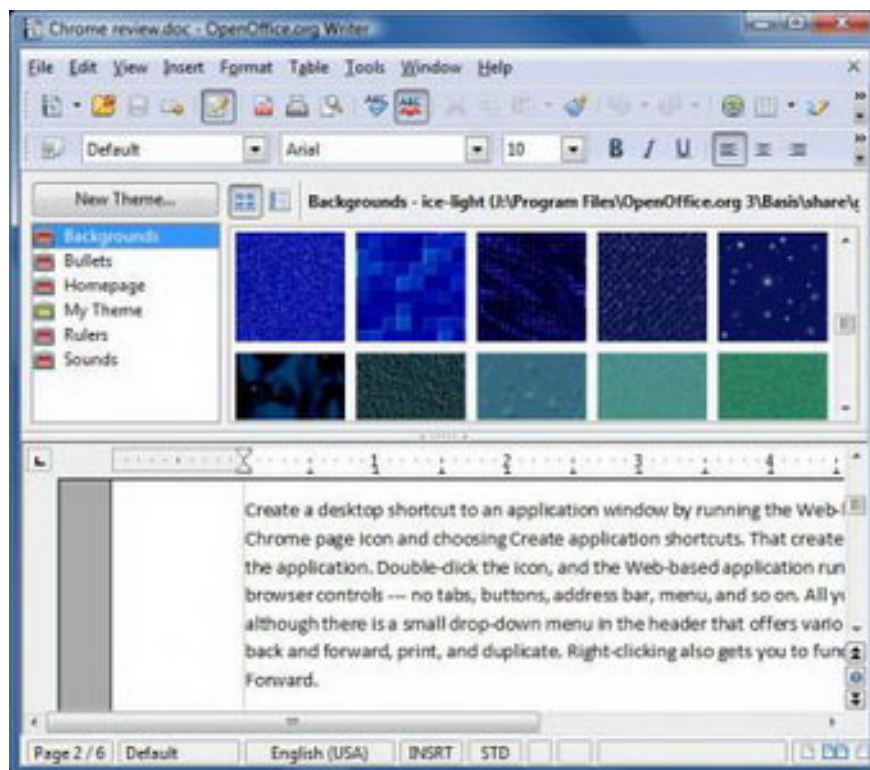 Chrome review.doc - OpenOffice.org Writer
File Edit View Insert Format Table Tools Window Help
Default Arial 10 B I U
New Theme... Backgrounds - ice-light (J:\Program Files\OpenOffice.org 3\Basis\share\g
Backgrounds
Bullets
Homepage
My Theme
Rulers
Sounds
1 2 3 4
Create a desktop shortcut to an application window by running the Web-
Chrome page icon and choosing Create application shortcuts. That create
the application. Double-click the icon, and the Web-based application run
browser controls --- no tabs, buttons, address bar, menu, and so on. All y
although there is a small drop-down menu in the header that offers vario
back and forward, print, and duplicate. Right-clicking also gets you to func
Forward.
Page 2 / 6 Default English (USA) INSRT STD